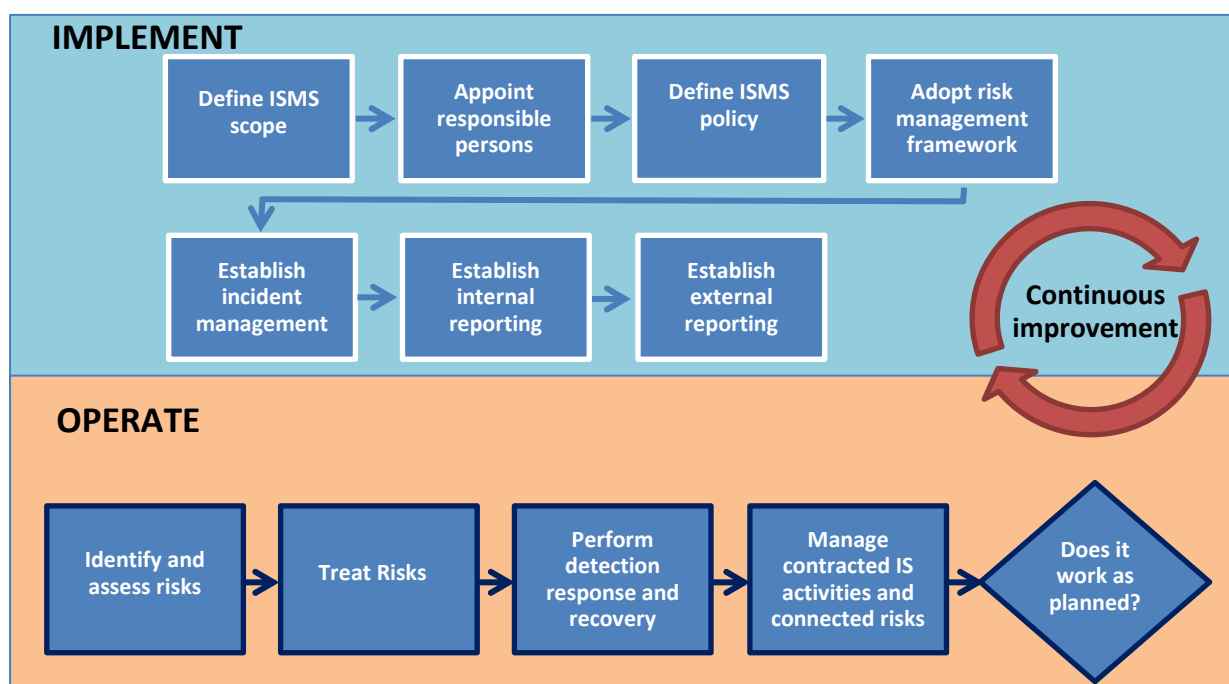 IMPLEMENT
Define ISMS
scope
Appoint
responsible
persons
Define ISMS
policy
Adopt risk
management
framework
Establish
incident
management
Establish
internal
reporting
Establish
external
reporting
Continuous
improvement
OPERATE
Identify and
assess risks
Treat Risks
Perform
detection
response and
recovery
Manage
contracted IS
activities and
connected risks
Does it
work as
planned?